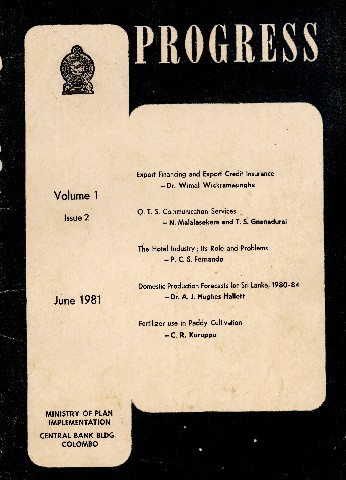 PROGRESS
Volume 1
Issue 2
June 1981
Export Financing and Export Credit Insurance
– Dr. Wimal Wickramasinghe
O. T. S. Communication Services
– N. Malalasekera and T. S. Gnanadurai
The Hotel Industry; Its Role and Problems
– P. C. S. Fernando
Domestic Production Forecasts for Sri Lanka, 1980-84
– Dr. A. J. Hughes Hallett
Fertilizer use in Paddy Cultivation
– C. R. Kuruppu
MINISTRY OF PLAN
IMPLEMENTATION
CENTRAL BANK BLDG.
COLOMBO